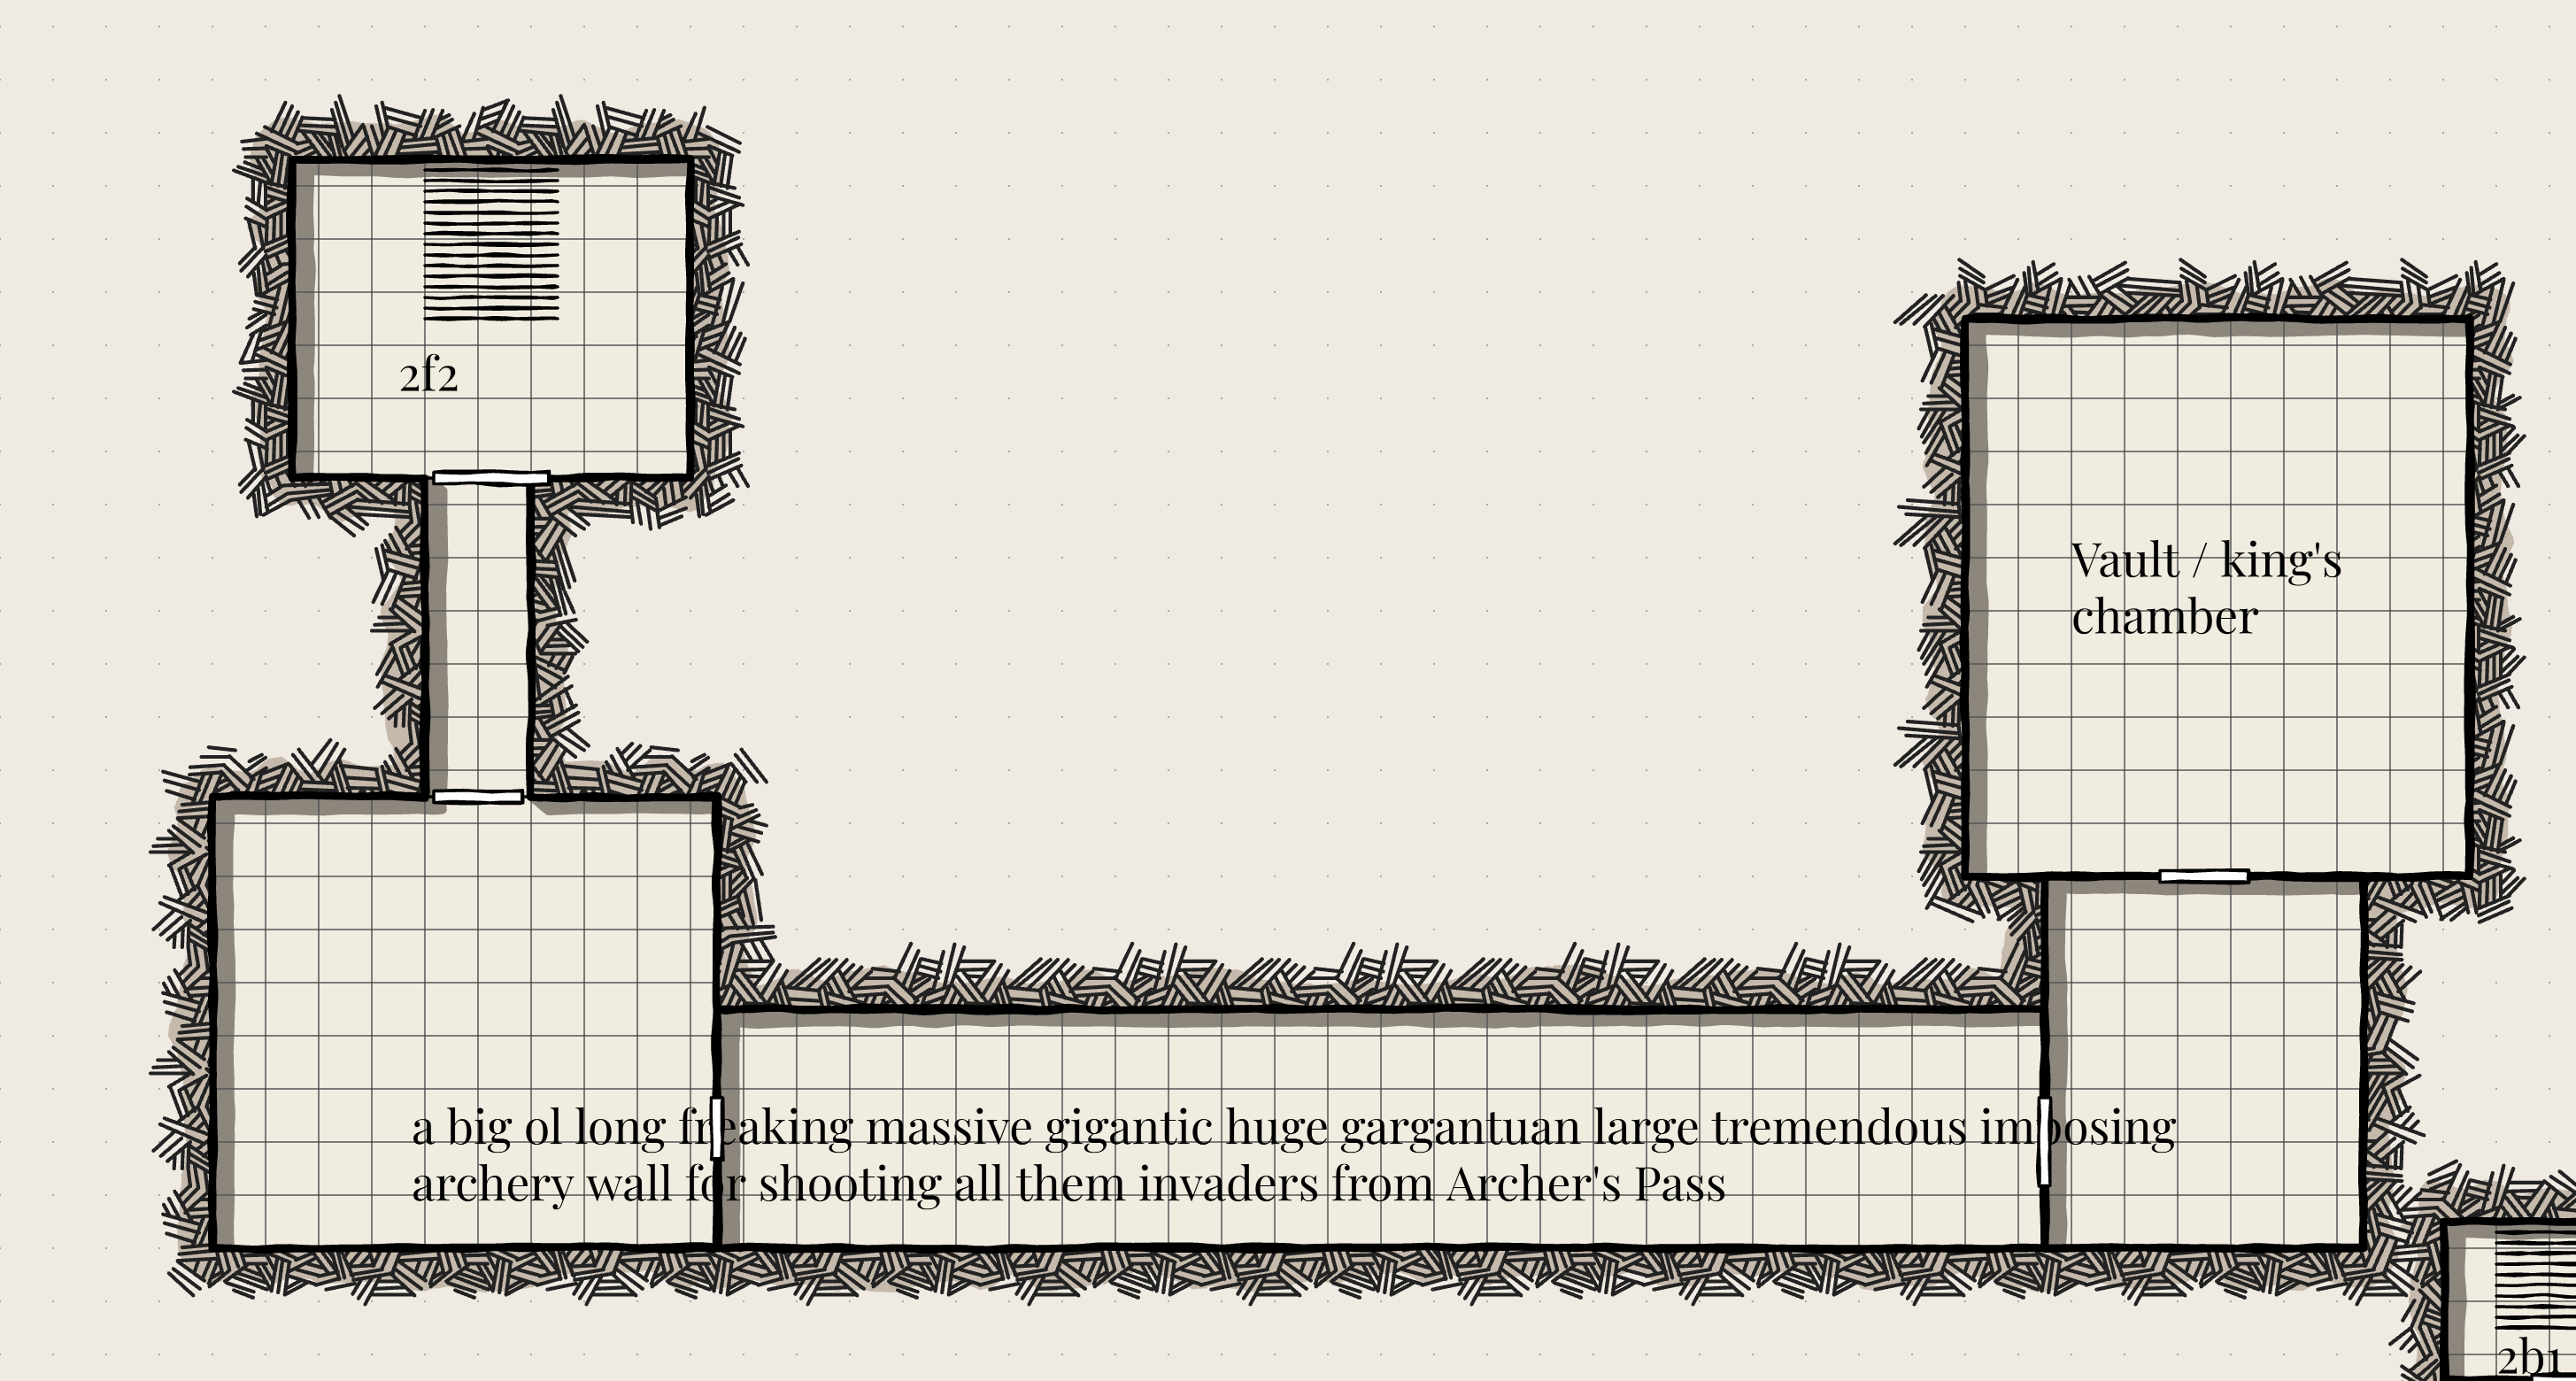 2f2
Vault / king's
chamber
a big ol long freaking massive gigantic huge gargantuan large tremendous imposing
archery wall for shooting all them invaders from Archer's Pass
2b1